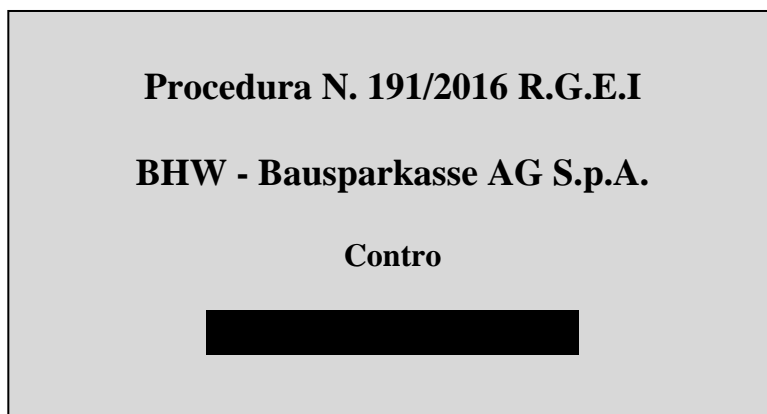 Procedura N. 191/2016 R.G.E.I
BHW - Bausparkasse AG S.p.A.
Contro